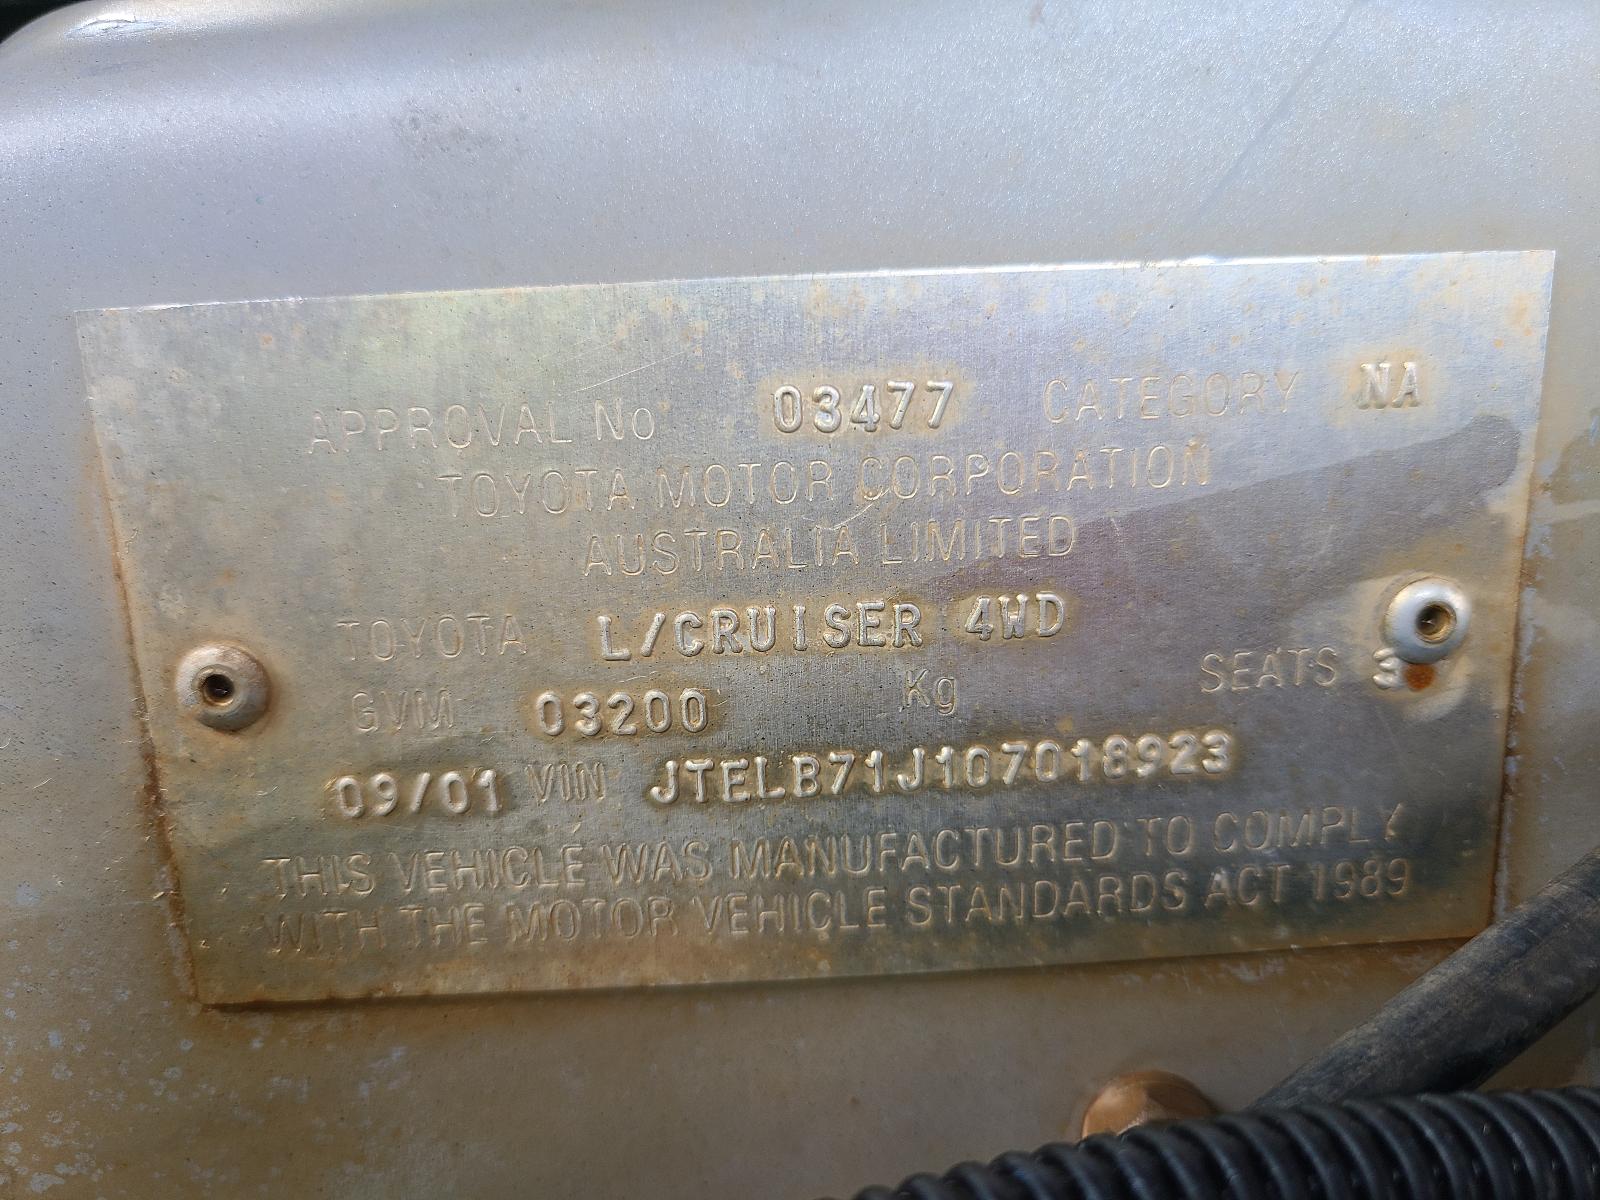 APPROVAL No 03477 CATEGORY NA
TOYOTA MOTOR CORPORATION
AUSTRALIA LIMITED
TOYOTA L/CRUISER 4WD
GVM 03200 Kg SEATS 3
09/01 VIN JTELB71J107018923
THIS VEHICLE WAS MANUFACTURED TO COMPLY
WITH THE MOTOR VEHICLE STANDARDS ACT 1989